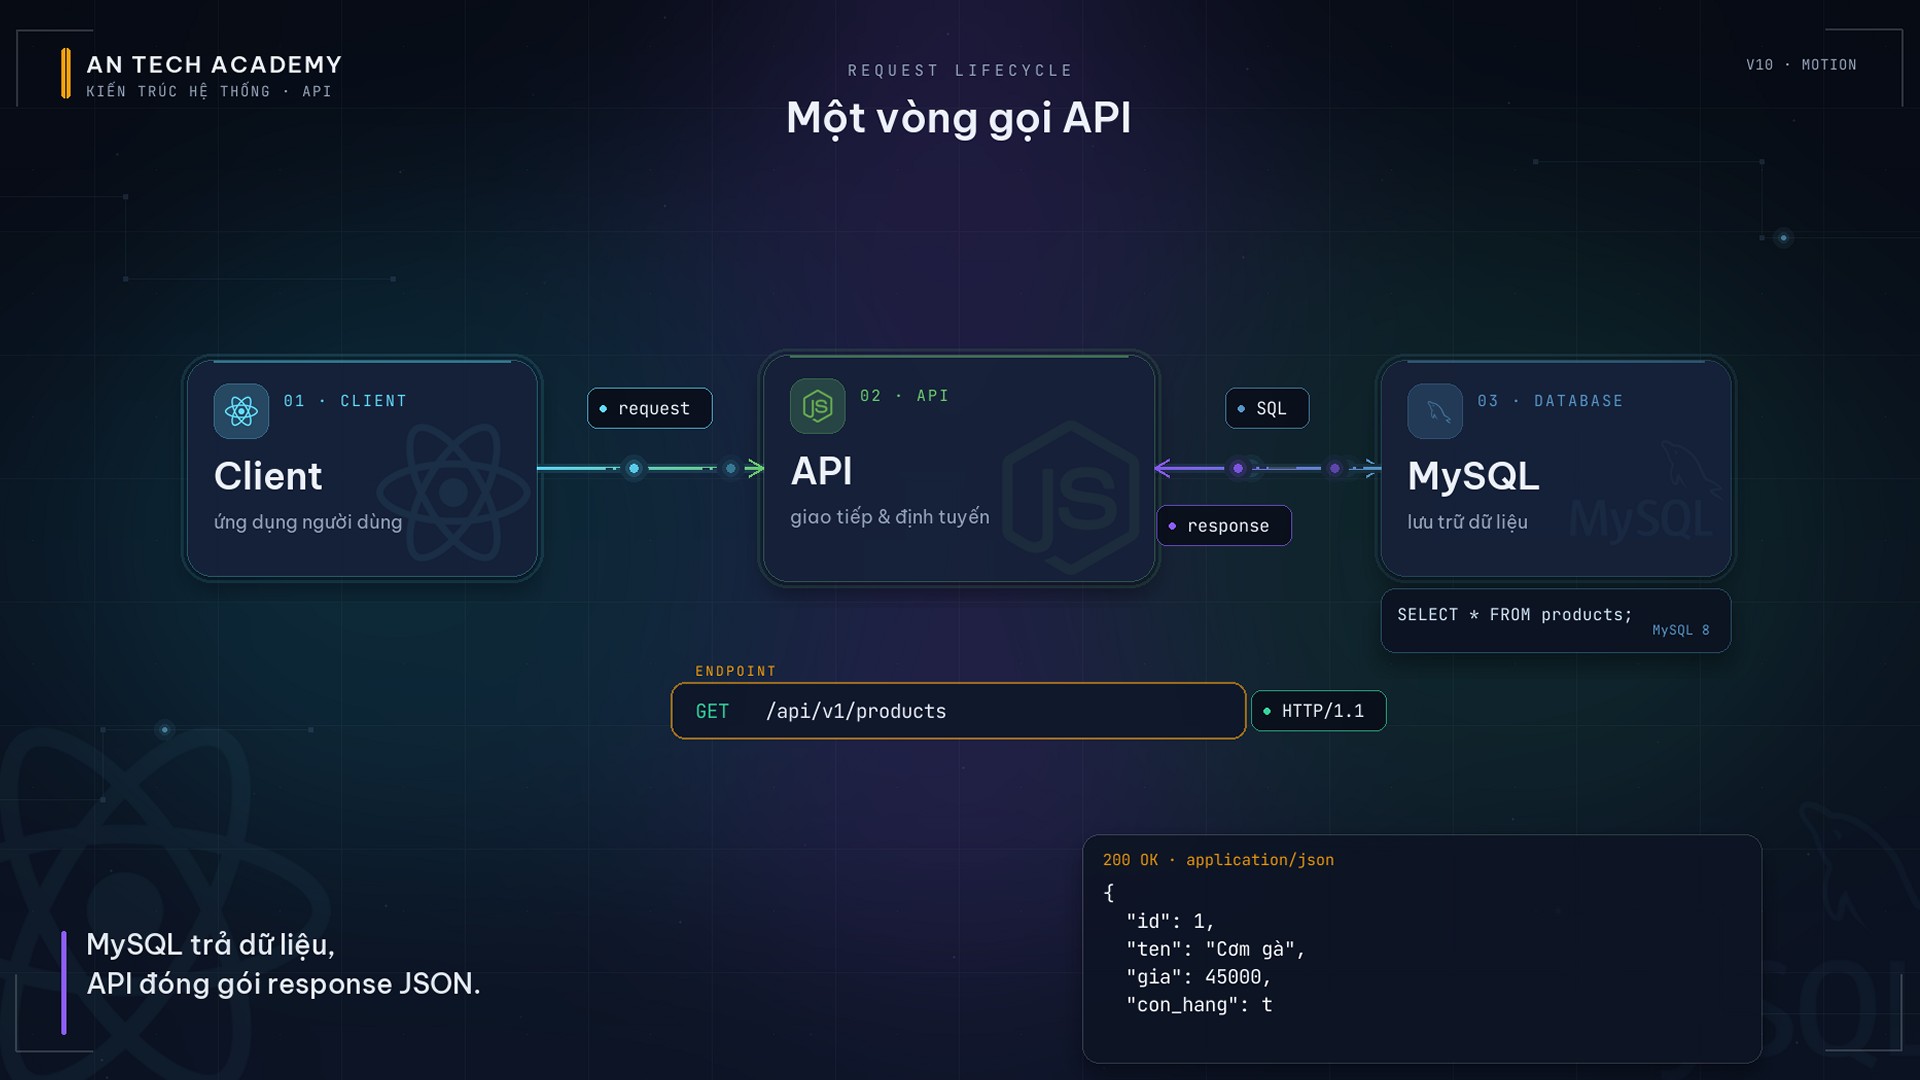 AN TECH ACADEMY
KIẾN TRÚC HỆ THỐNG · API
REQUEST LIFECYCLE
Một vòng gọi API
V10 · MOTION
01 · CLIENT
Client
ứng dụng người dùng
request
02 · API
API
giao tiếp & định tuyến
JS
JS
SQL
response
03 · DATABASE
MySQL
lưu trữ dữ liệu
MySQL
SELECT * FROM products;
MySQL 8
ENDPOINT
GET /api/v1/products
HTTP/1.1
200 OK · application/json
{
"id": 1,
"ten": "Cơm gà",
"gia": 45000,
"con_hang": t
MySQL trả dữ liệu,
API đóng gói response JSON.
SQL